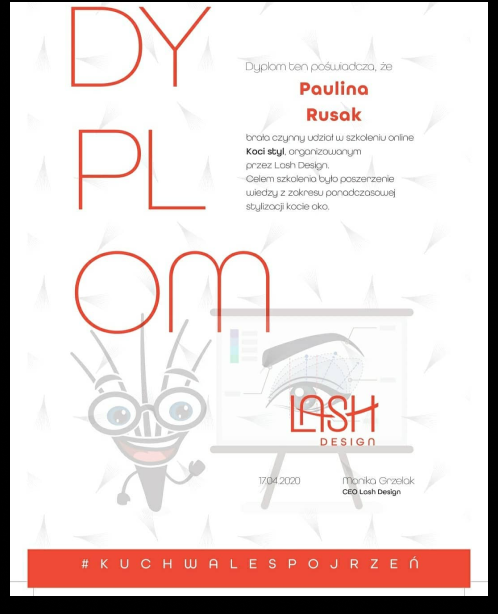 DY
PL
OM
Dyplom ten poświadcza, że
Paulina
Rusak
brała czynny udział w szkoleniu online
Koci styl, organizowanym
przez Lash Design.
Celem szkolenia było poszerzenie
wiedzy z zakresu ponadczasowej
stylizacji kocie oko.
LASH
DESIGN
17.04.2020
Monika Grzelak
CEO Lash Design
#KUCHWALESPOJRZEŃ